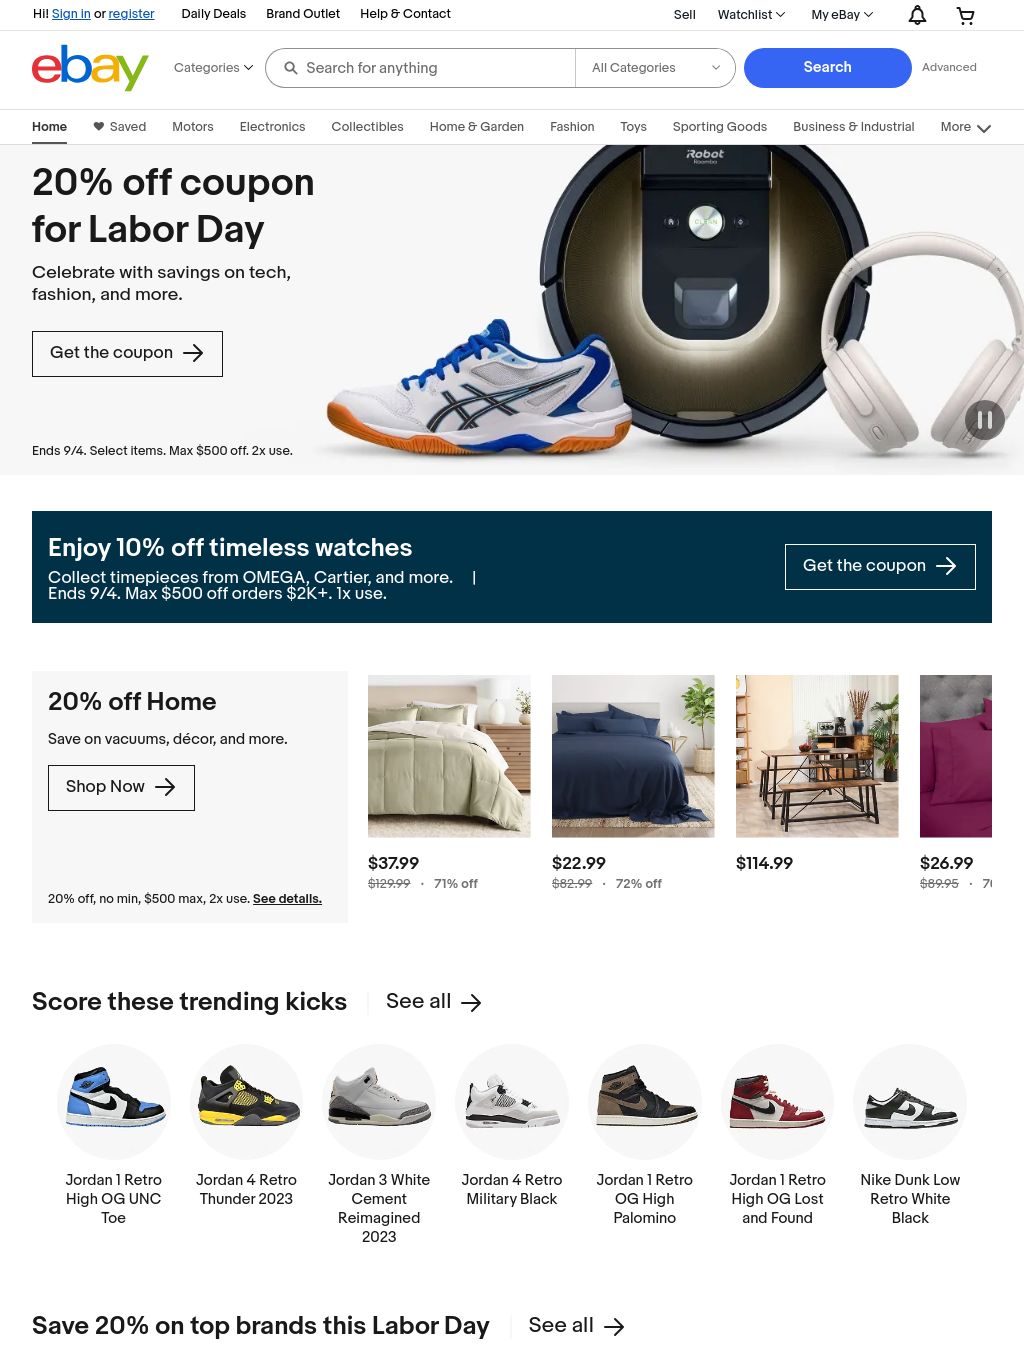 Hi! Sign in or register
Daily Deals
Brand Outlet
Help & Contact
Sell
Watchlist
My eBay
ebay
Categories
Search for anything
All Categories
Search
Advanced
Home
Saved
Motors
Electronics
Collectibles
Home & Garden
Fashion
Toys
Sporting Goods
Business & Industrial
More
20% off coupon
for Labor Day
Celebrate with savings on tech,
fashion, and more.
Get the coupon
Ends 9/4. Select items. Max $500 off. 2x use.
iRobot
Roomba
CLEAN
Enjoy 10% off timeless watches
Collect timepieces from OMEGA, Cartier, and more. |
Ends 9/4. Max $500 off orders $2K+. 1x use.
Get the coupon
20% off Home
Save on vacuums, décor, and more.
Shop Now
20% off, no min, $500 max, 2x use. See details.
$37.99
$129.99 · 71% off
$22.99
$82.99 · 72% off
$114.99
$26.99
$89.95 ·
Score these trending kicks
See all
Jordan 1 Retro
High OG UNC
Toe
Jordan 4 Retro
Thunder 2023
Jordan 3 White
Cement
Reimagined
2023
Jordan 4 Retro
Military Black
Jordan 1 Retro
OG High
Palomino
Jordan 1 Retro
High OG Lost
and Found
Nike Dunk Low
Retro White
Black
Save 20% on top brands this Labor Day
See all